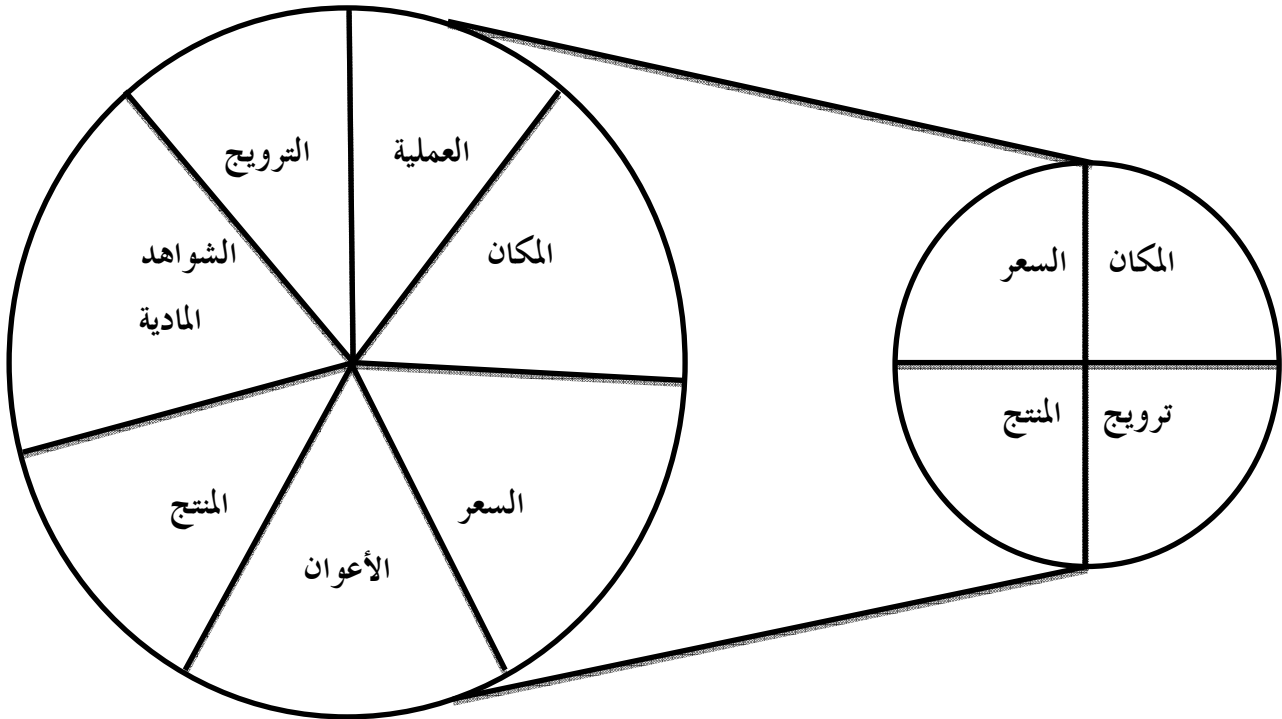 المكان
السعر
ترويج
المنتج
العملية
الترويج
المكان
الشواهد
المادية
السعر
المنتج
الأعوان